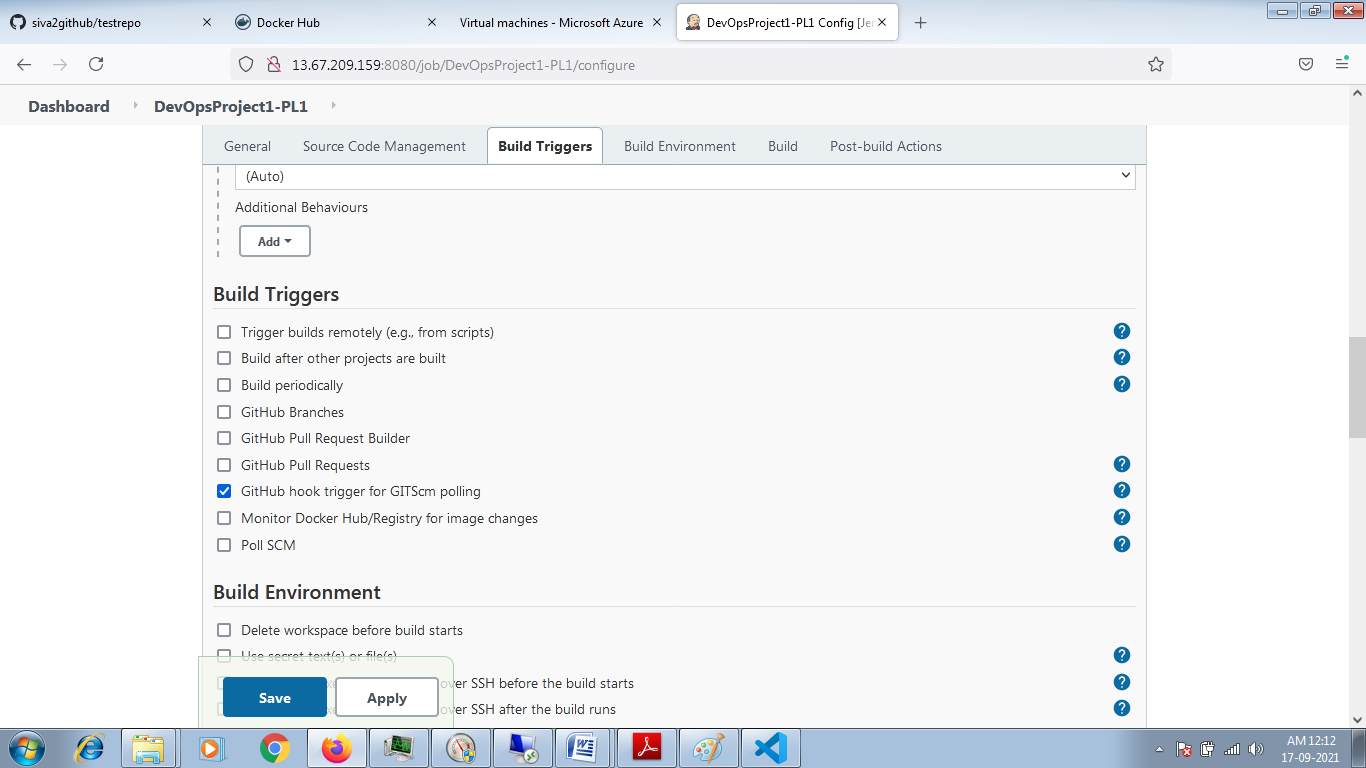 siva2github/testrepo
Docker Hub
Virtual machines - Microsoft Azure
DevOpsProject1-PL1 Config [Je
13.67.209.159:8080/job/DevOpsProject1-PL1/configure
Dashboard DevOpsProject1-PL1
General Source Code Management Build Triggers Build Environment Build Post-build Actions
(Auto)
Additional Behaviours
Add
Build Triggers
Trigger builds remotely (e.g., from scripts) ?
Build after other projects are built ?
Build periodically ?
GitHub Branches
GitHub Pull Request Builder
GitHub Pull Requests ?
GitHub hook trigger for GITScm polling ?
Monitor Docker Hub/Registry for image changes ?
Poll SCM ?
Build Environment
Delete workspace before build starts
Use secret text(s) or file(s) ?
over SSH before the build starts ?
over SSH after the build runs ?
Save Apply
AM 12:12
17-09-2021